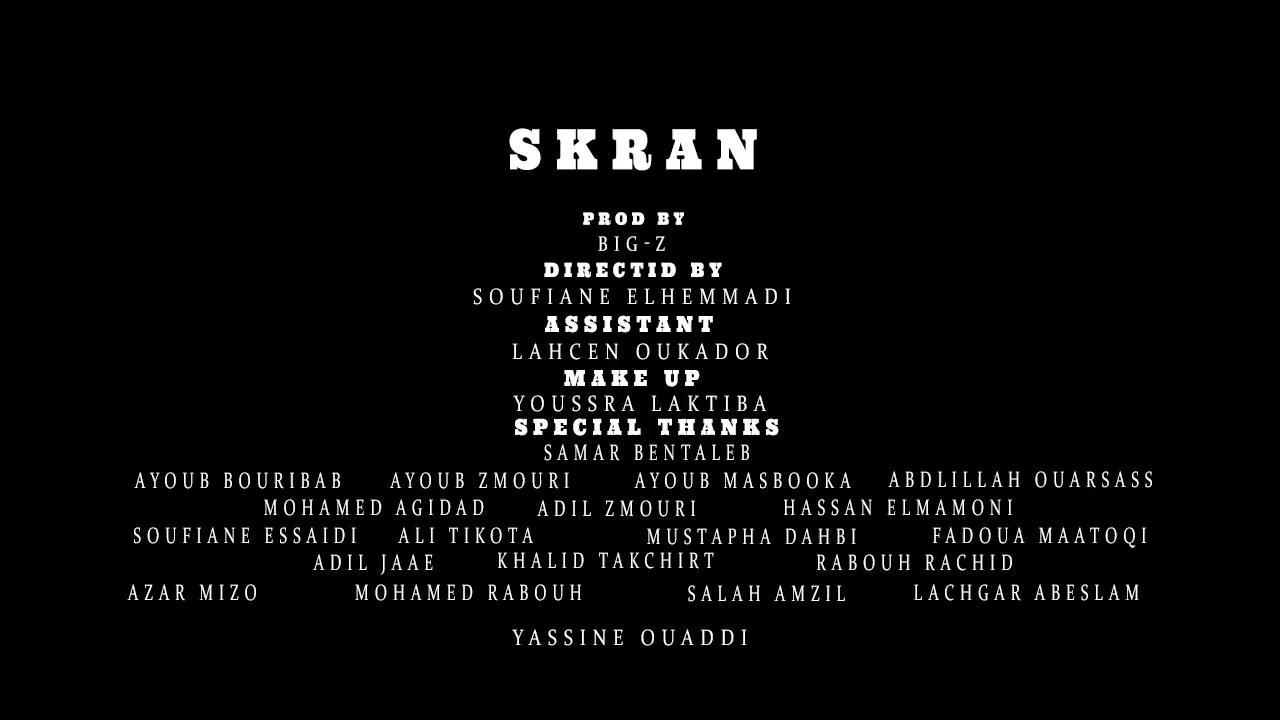 SKRAN
PROD BY
BIG-Z
DIRECTID BY
SOUFIANE ELHEMMADI
ASSISTANT
LAHCEN OUKADOR
MAKE UP
YOUSSRA LAKTIBA
SPECIAL THANKS
SAMAR BENTALEB
AYOUB BOURIBAB AYOUB ZMOURI AYOUB MASBOOKA ABDLILLAH OUARSASS
MOHAMED AGIDAD ADIL ZMOURI HASSAN ELMAMONI
SOUFIANE ESSAIDI ALI TIKOTA MUSTAPHA DAHBI FADOUA MAATOQI
ADIL JAAE KHALID TAKCHIRT RABOUH RACHID
AZAR MIZO MOHAMED RABOUH SALAH AMZIL LACHGAR ABESLAM
YASSINE OUADDI